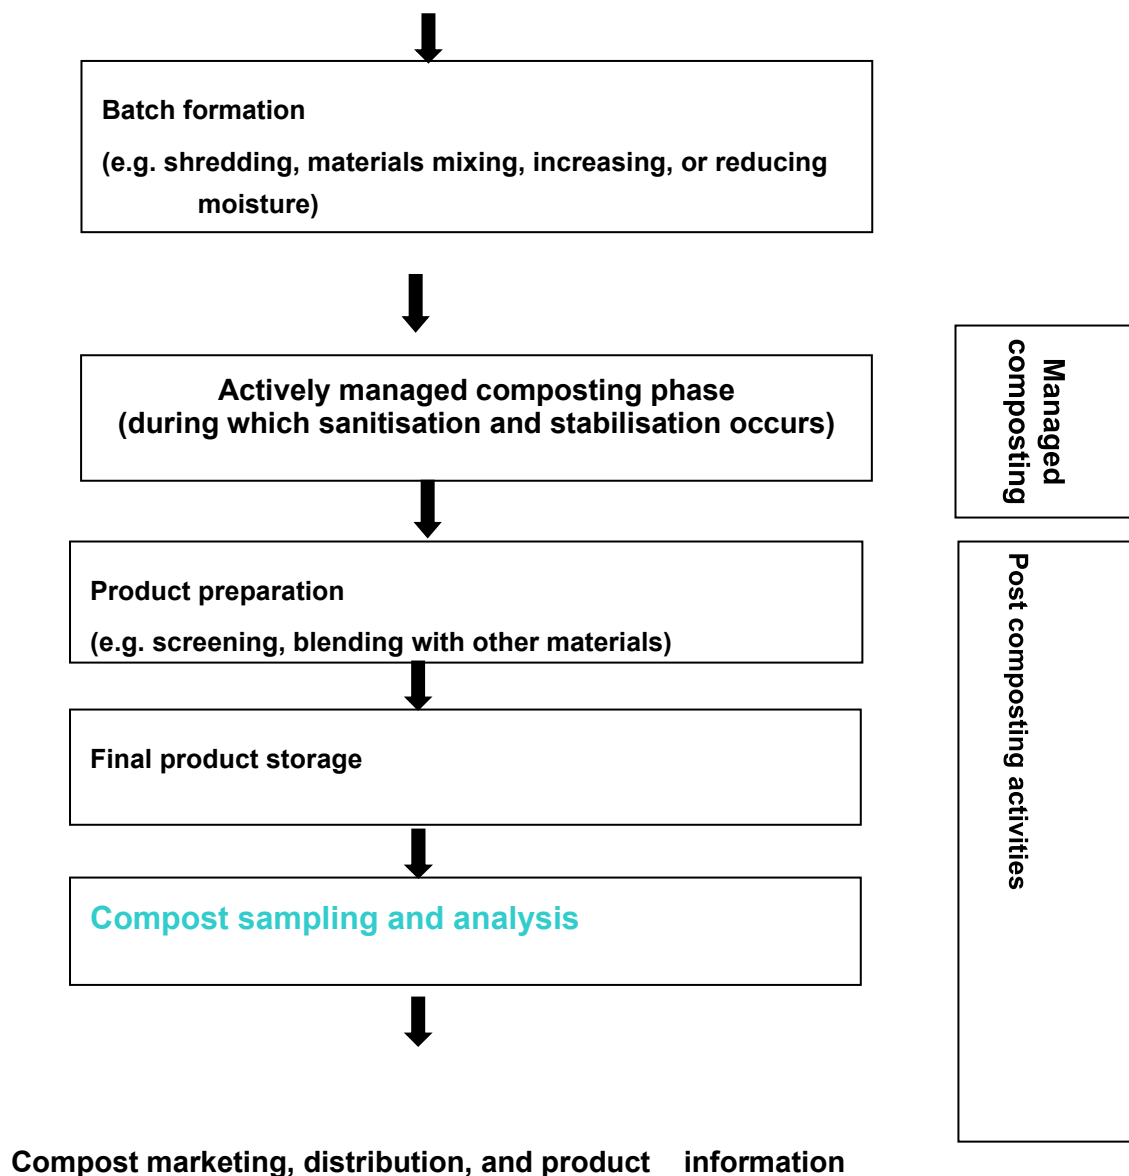 Batch formation
(e.g. shredding, materials mixing, increasing, or reducing
moisture)
Actively managed composting phase
(during which sanitisation and stabilisation occurs)
Managed
composting
Product preparation
(e.g. screening, blending with other materials)
Post composting activities
Final product storage
Compost sampling and analysis
Compost marketing, distribution, and product information